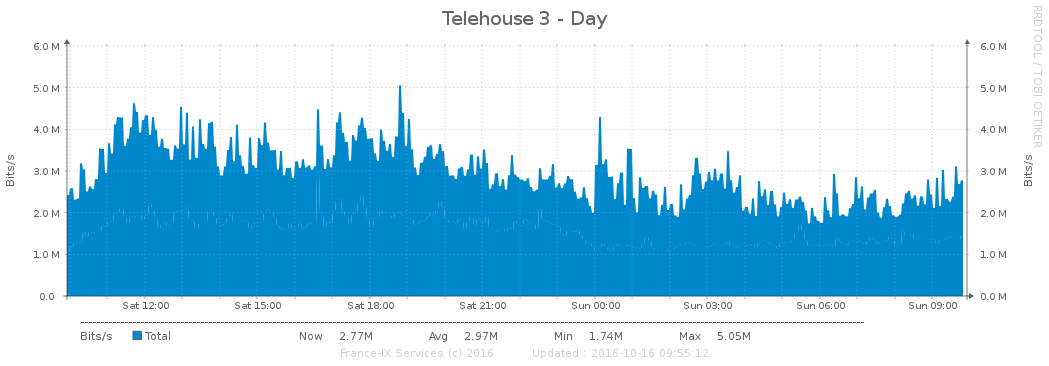 Telehouse 3 - Day
RRDTOOL / TOBI OETIKER
Bits/s
Bits/s
6.0 M 6.0 M
5.0 M 5.0 M
4.0 M 4.0 M
3.0 M 3.0 M
2.0 M 2.0 M
1.0 M 1.0 M
0.0 0.0 M
Sat 12:00 Sat 15:00 Sat 18:00 Sat 21:00 Sun 00:00 Sun 03:00 Sun 06:00 Sun 09:00
Bits/s Total Now 2.77M Avg 2.97M Min 1.74M Max 5.05M
France-IX Services (c) 2016 Updated : 2016-10-16 09:55:12